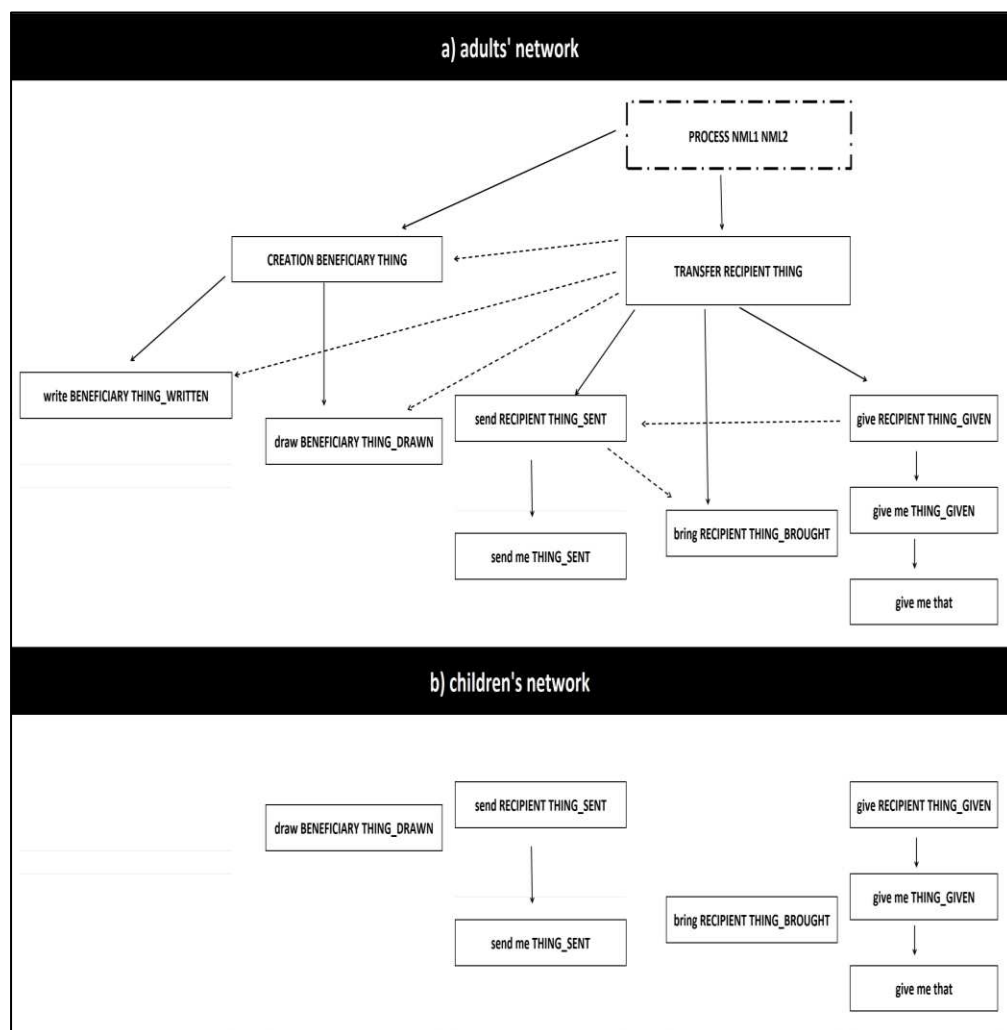 a) adults' network
PROCESS NML1 NML2
CREATION BENEFICIARY THING
TRANSFER RECIPIENT THING
write BENEFICIARY THING_WRITTEN
send RECIPIENT THING_SENT
give RECIPIENT THING_GIVEN
draw BENEFICIARY THING_DRAWN
give me THING_GIVEN
bring RECIPIENT THING_BROUGHT
send me THING_SENT
give me that
b) children's network
send RECIPIENT THING_SENT
give RECIPIENT THING_GIVEN
draw BENEFICIARY THING_DRAWN
give me THING_GIVEN
bring RECIPIENT THING_BROUGHT
send me THING_SENT
give me that